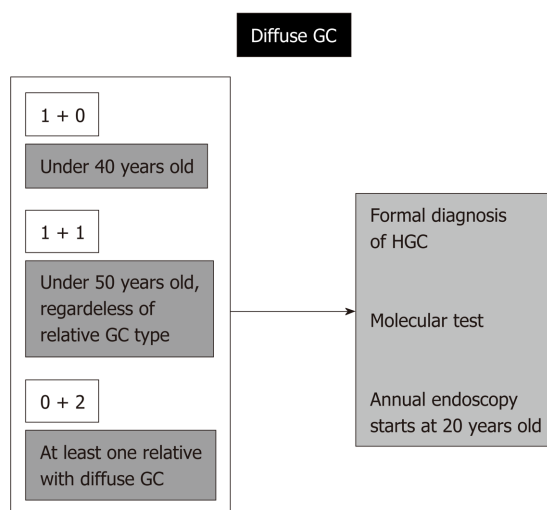 Diffuse GC
1 + 0
Under 40 years old
1 + 1
Under 50 years old,
regardeless of
relative GC type
0 + 2
At least one relative
with diffuse GC
Formal diagnosis
of HGC
Molecular test
Annual endoscopy
starts at 20 years old